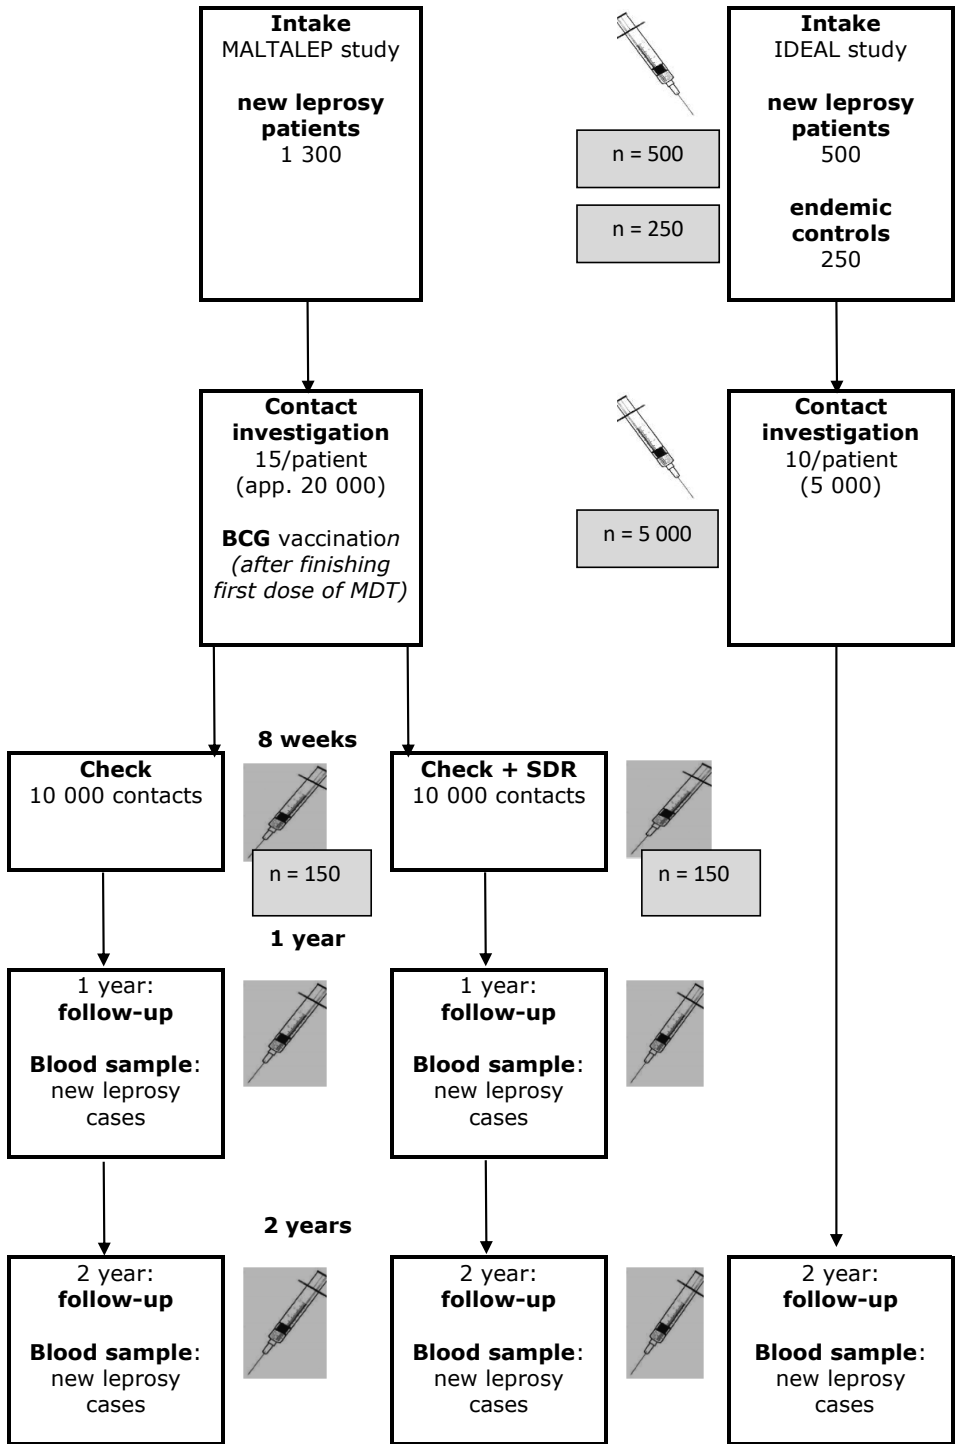 Intake
MALTALEP study
new leprosy
patients
1 300
n = 500
n = 250
Intake
IDEAL study
new leprosy
patients
500
endemic
controls
250
Contact
investigation
15/patient
(app. 20 000)
BCG vaccination
(after finishing
first dose of MDT)
n = 5 000
Contact
investigation
10/patient
(5 000)
8 weeks
Check
10 000 contacts
n = 150
Check + SDR
10 000 contacts
n = 150
1 year
1 year:
follow-up
Blood sample:
new leprosy
cases
1 year:
follow-up
Blood sample:
new leprosy
cases
2 years
2 year:
follow-up
Blood sample:
new leprosy
cases
2 year:
follow-up
Blood sample:
new leprosy
cases
2 year:
follow-up
Blood sample:
new leprosy
cases